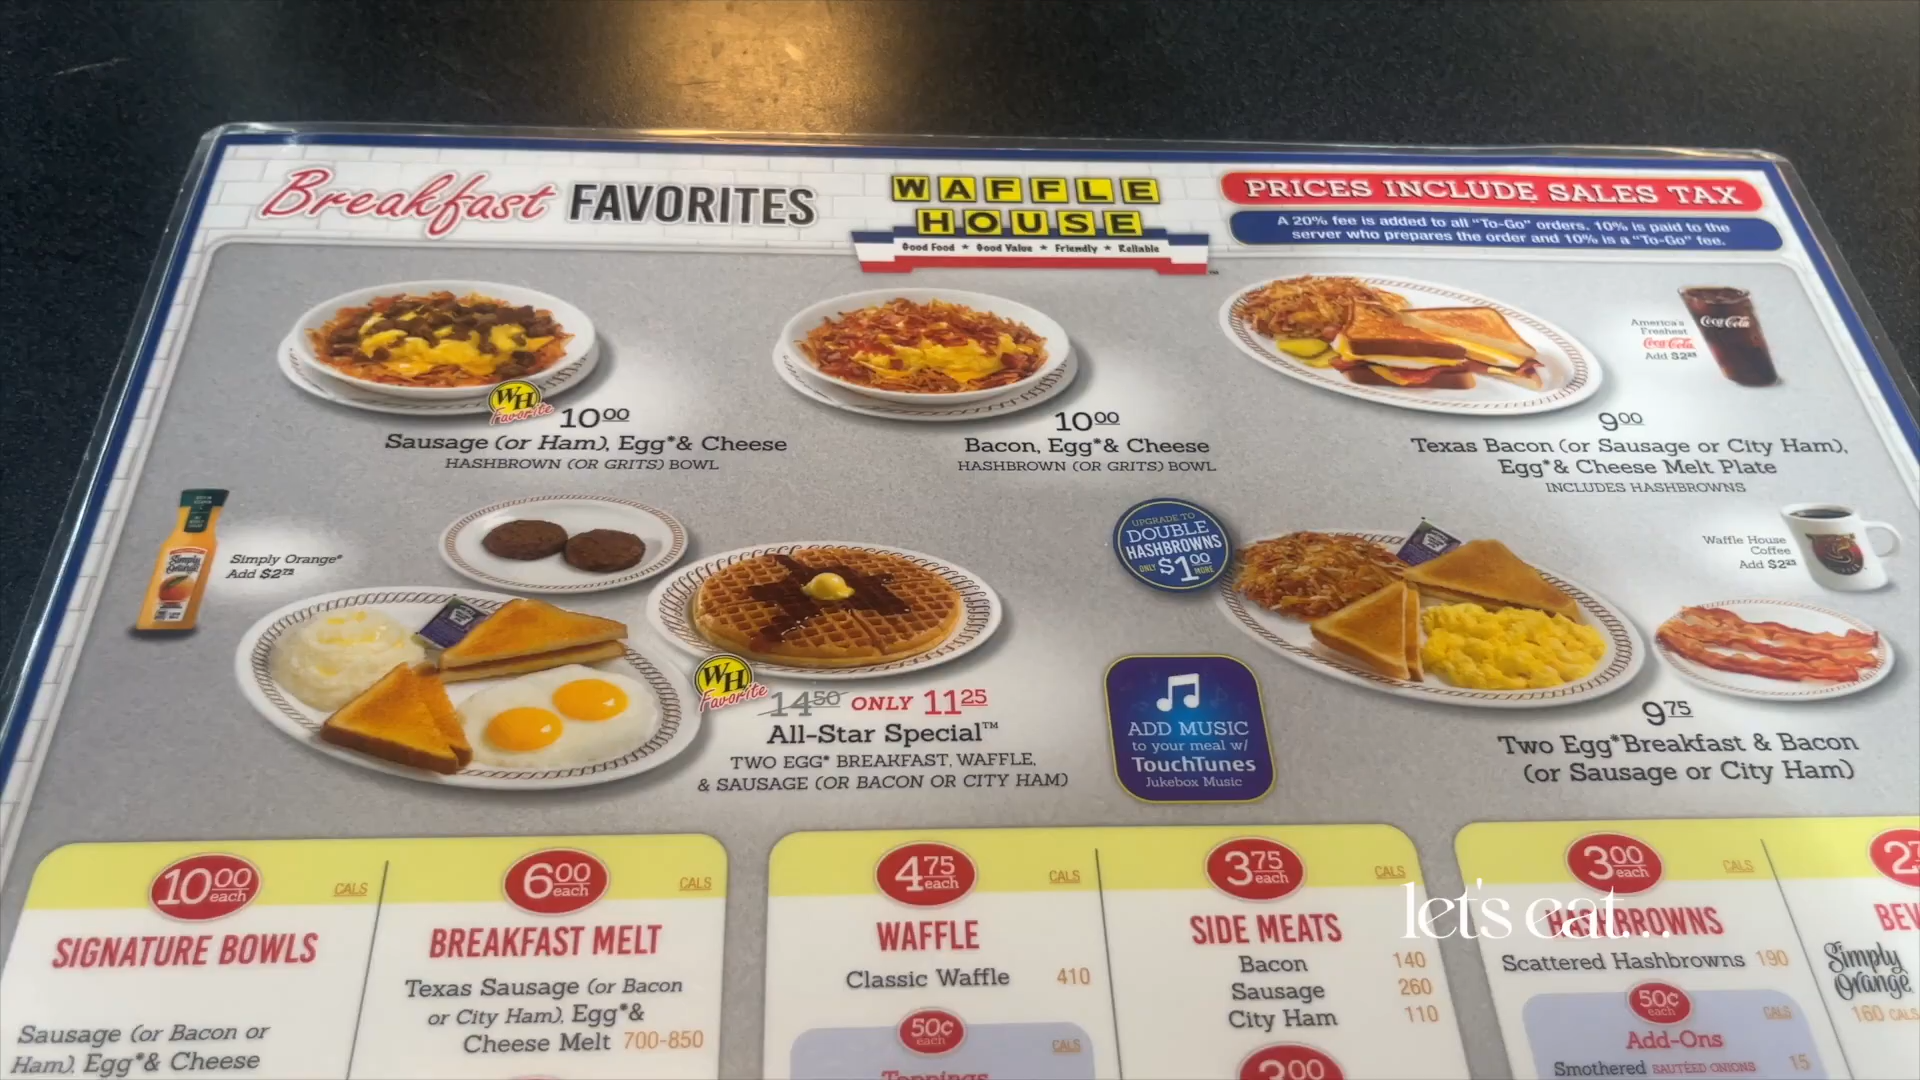 Breakfast FAVORITES
WAFFLE
HOUSE
Good Food ★ Good Value ★ Friendly ★ Reliable
PRICES INCLUDE SALES TAX
A 20% fee is added to all "To-Go" orders. 10% is paid to the
server who prepares the order and 10% is a "To-Go" fee.
WH
Favorite
10.00
Sausage (or Ham), Egg* & Cheese
HASHBROWN (OR GRITS) BOWL
10.00
Bacon, Egg* & Cheese
HASHBROWN (OR GRITS) BOWL
9.00
Texas Bacon (or Sausage or City Ham),
Egg* & Cheese Melt Plate
INCLUDES HASHBROWNS
America's
Freshest
Coca-Cola
Add
Coca-Cola
Simply
Orange
Simply Orange®
Add $2.75
UPGRADE TO
DOUBLE
HASHBROWNS
ONLY $1.00 MORE
Waffle House
Coffee
Add
WH
Favorite
14.50 ONLY 11.25
All-Star Special™
TWO EGG* BREAKFAST, WAFFLE,
& SAUSAGE (OR BACON OR CITY HAM)
ADD MUSIC
to your meal w/
TouchTunes
Jukebox Music
9.75
Two Egg* Breakfast & Bacon
(or Sausage or City Ham)
10.00 each
CALS
SIGNATURE BOWLS
Sausage (or Bacon or
Ham), Egg* & Cheese
6.00 each
CALS
BREAKFAST MELT
Texas Sausage (or Bacon
or City Ham), Egg* &
Cheese Melt 700-850
4.75 each
CALS
WAFFLE
Classic Waffle 410
50¢ each
CALS
Toppings
3.75 each
CALS
SIDE MEATS
Bacon 140
Sausage 260
City Ham 110
3.00
3.00 each
CALS
HASHBROWNS
let's eat...
Scattered Hashbrowns 190
50¢ each
CALS
Add-Ons
Smothered SAUTÉED ONIONS 15
BEV
Simply
Orange
160 CALS